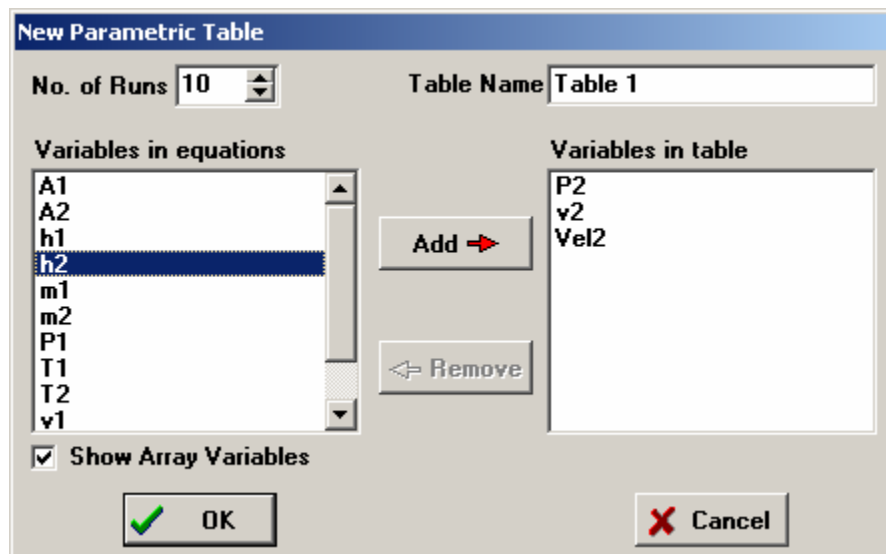 New Parametric Table
No. of Runs 10
Table Name Table 1
Variables in equations
A1
A2
h1
h2
m1
m2
P1
T1
T2
v1
Add
Remove
Variables in table
P2
v2
Vel2
Show Array Variables
OK
Cancel